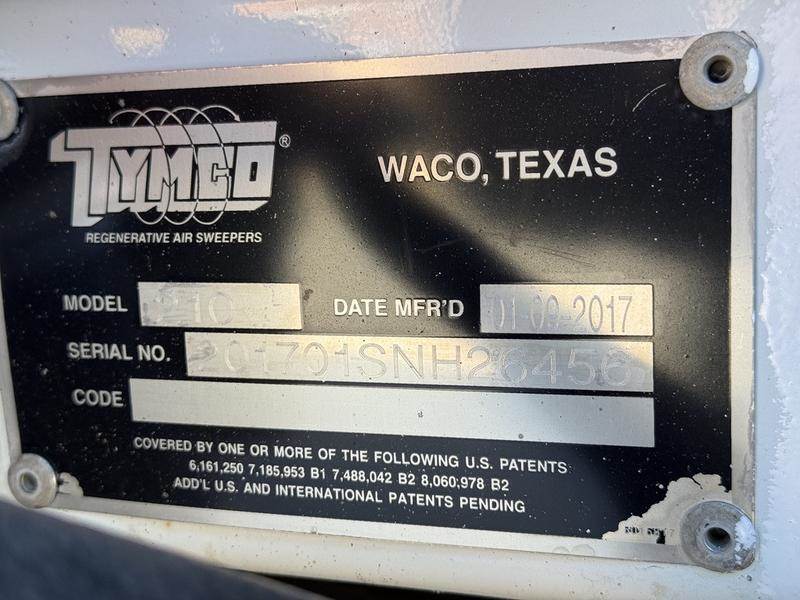 TYMCO®
REGENERATIVE AIR SWEEPERS
WACO, TEXAS
MODEL 210
DATE MFR'D 01-09-2017
SERIAL NO. 201701SNH26456
CODE
COVERED BY ONE OR MORE OF THE FOLLOWING U.S. PATENTS
6,161,250 7,185,953 B1 7,488,042 B2 8,060,978 B2
ADD'L U.S. AND INTERNATIONAL PATENTS PENDING